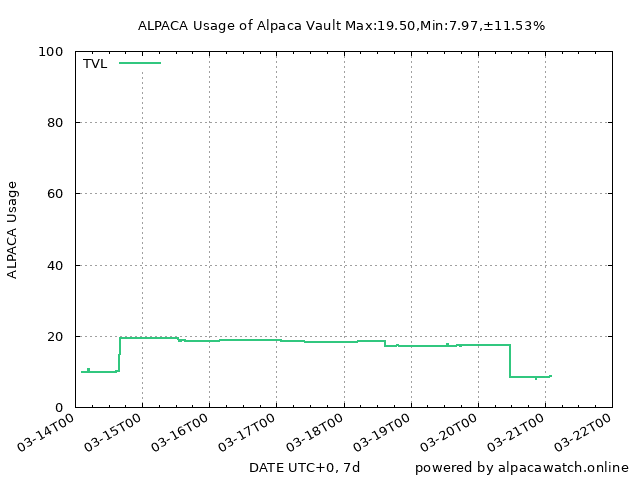 ALPACA Usage of Alpaca Vault Max:19.50,Min:7.97,±11.53%
TVL
100
80
60
40
20
0
ALPACA Usage
03-14T00
03-15T00
03-16T00
03-17T00
03-18T00
03-19T00
03-20T00
03-21T00
03-22T00
DATE UTC+0, 7d
powered by alpacawatch.online